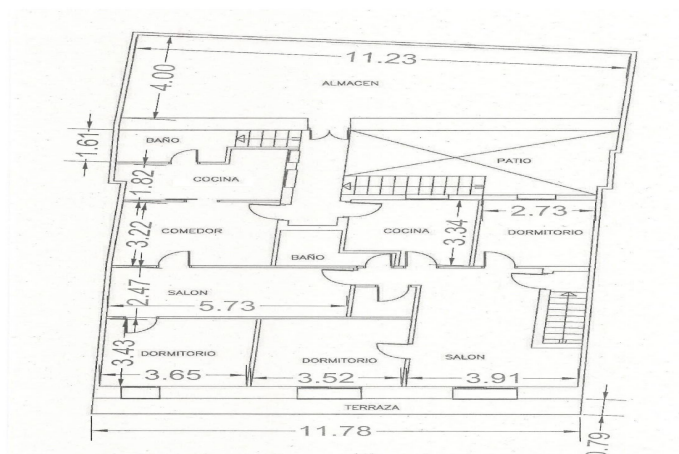 11.23
4.00
ALMACEN
1.61
BAÑO
PATIO
1.82
COCINA
2.73
3.22
COMEDOR
COCINA
3.34
DORMITORIO
BAÑO
2.47
SALON
5.73
3.43
DORMITORIO
DORMITORIO
SALON
3.65
3.52
3.91
TERRAZA
11.78
0.79